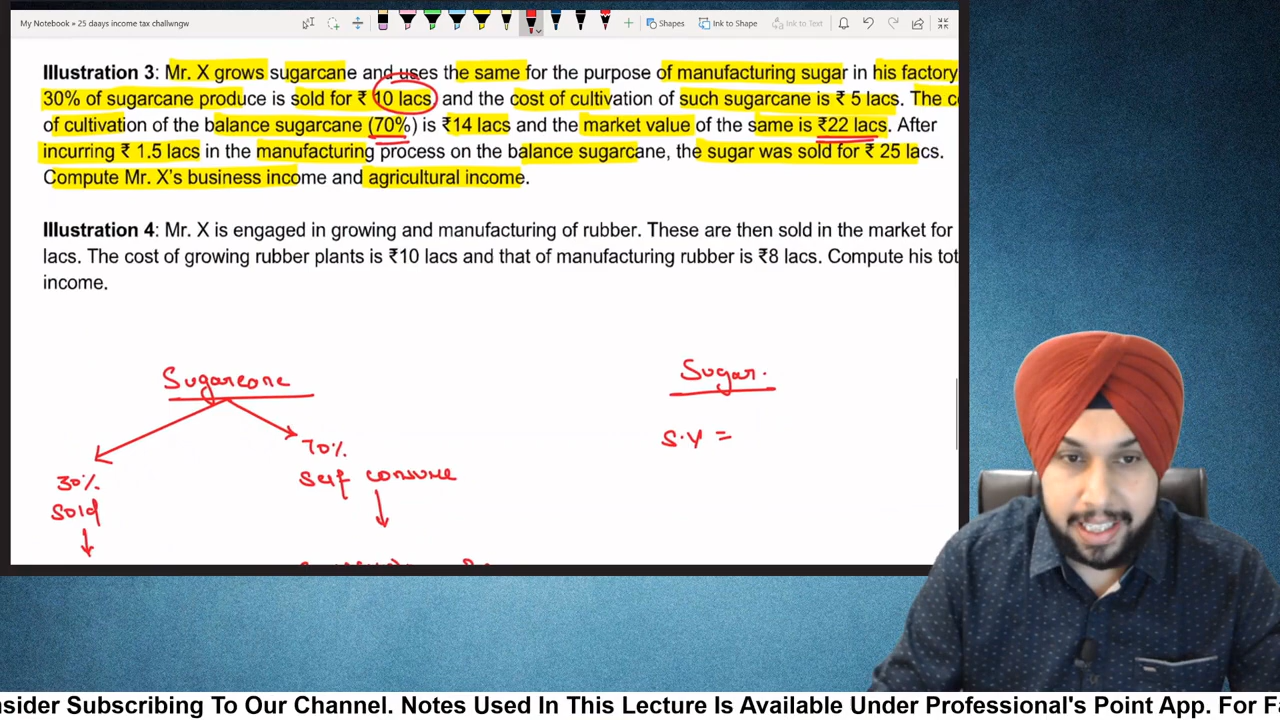 My Notebook » 25 daays income tax challwngw
Shapes
Ink to Shape
Ink to Text
Illustration 3: Mr. X grows sugarcane and uses the same for the purpose of manufacturing sugar in his factory
30% of sugarcane produce is sold for ₹ 10 lacs and the cost of cultivation of such sugarcane is ₹ 5 lacs. The
of cultivation of the balance sugarcane (70%) is ₹14 lacs and the market value of the same is ₹22 lacs. After
incurring ₹ 1.5 lacs in the manufacturing process on the balance sugarcane, the sugar was sold for ₹ 25 lacs.
Compute Mr. X's business income and agricultural income.
Illustration 4: Mr. X is engaged in growing and manufacturing of rubber. These are then sold in the market for
lacs. The cost of growing rubber plants is ₹10 lacs and that of manufacturing rubber is ₹8 lacs. Compute his tot
income.
Sugarcane
Sugar.
30%
Sold
70%
Self consume
S.V =
nsider Subscribing To Our Channel. Notes Used In This Lecture Is Available Under Professional's Point App. For F